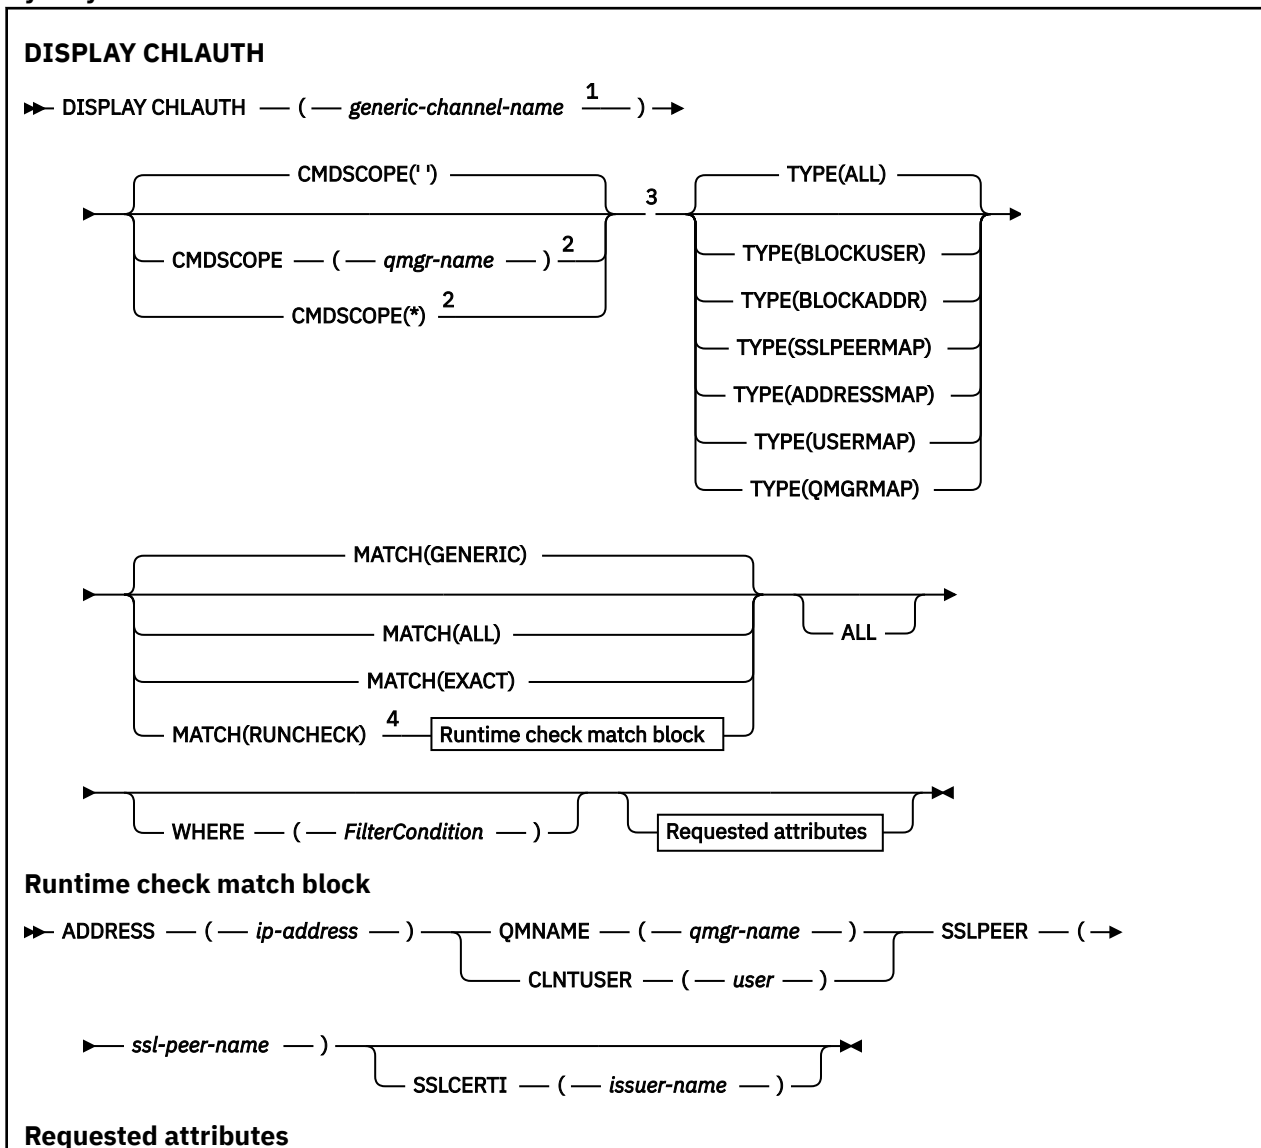 DISPLAY CHLAUTH
DISPLAY CHLAUTH ( generic-channel-name 1 )
CMDSCOPE(' ')
CMDSCOPE ( qmgr-name ) 2
CMDSCOPE(*) 2
3
TYPE(ALL)
TYPE(BLOCKUSER)
TYPE(BLOCKADDR)
TYPE(SSLPEERMAP)
TYPE(ADDRESSMAP)
TYPE(USERMAP)
TYPE(QMGRMAP)
MATCH(GENERIC)
MATCH(ALL)
MATCH(EXACT)
MATCH(RUNCHECK) 4 Runtime check match block
ALL
WHERE ( FilterCondition )
Requested attributes
Runtime check match block
ADDRESS ( ip-address ) QMNAME ( qmgr-name ) SSLPEER (
CLNTUSER ( user )
ssl-peer-name )
SSLCERTI ( issuer-name )
Requested attributes